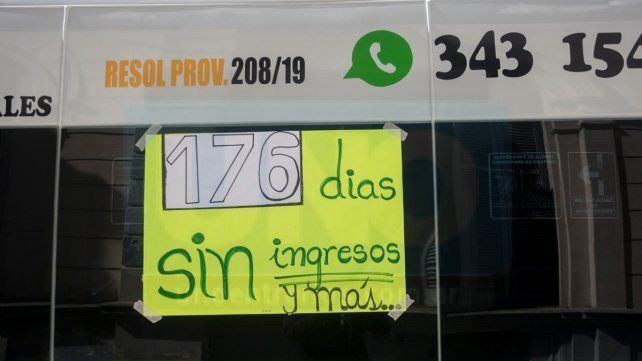 RESOL PROV. 208/19
343 154
ALES
176 dias
sin ingresos
y más...